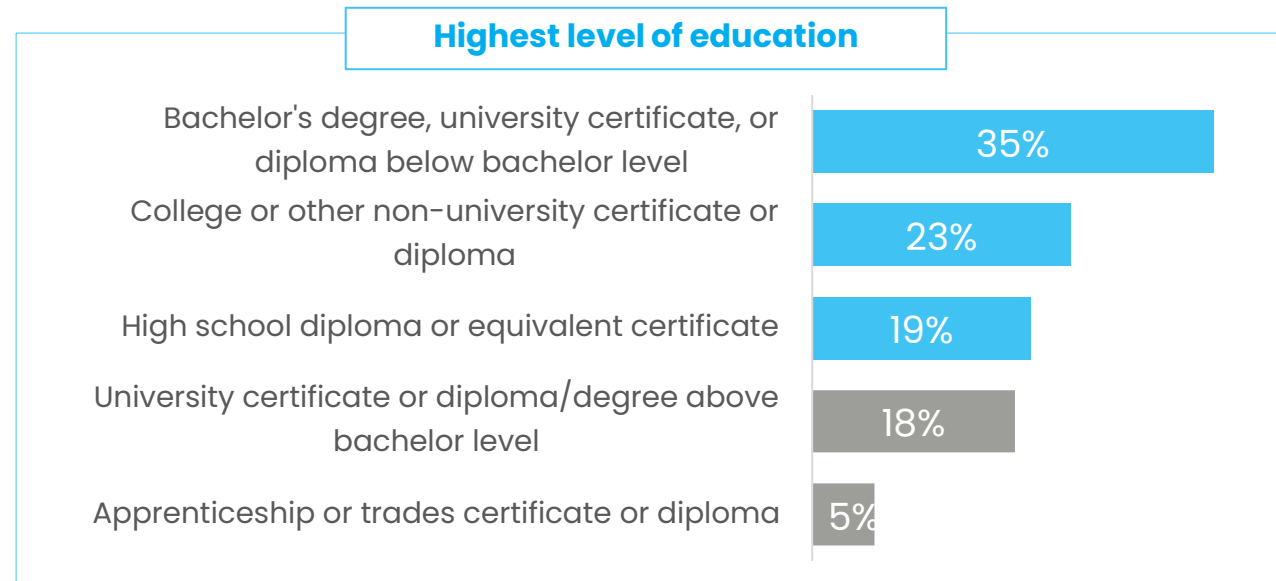 Highest level of education
Bachelor's degree, university certificate, or
diploma below bachelor level
35%
College or other non-university certificate or
diploma
23%
High school diploma or equivalent certificate
19%
University certificate or diploma/degree above
bachelor level
18%
Apprenticeship or trades certificate or diploma
5%